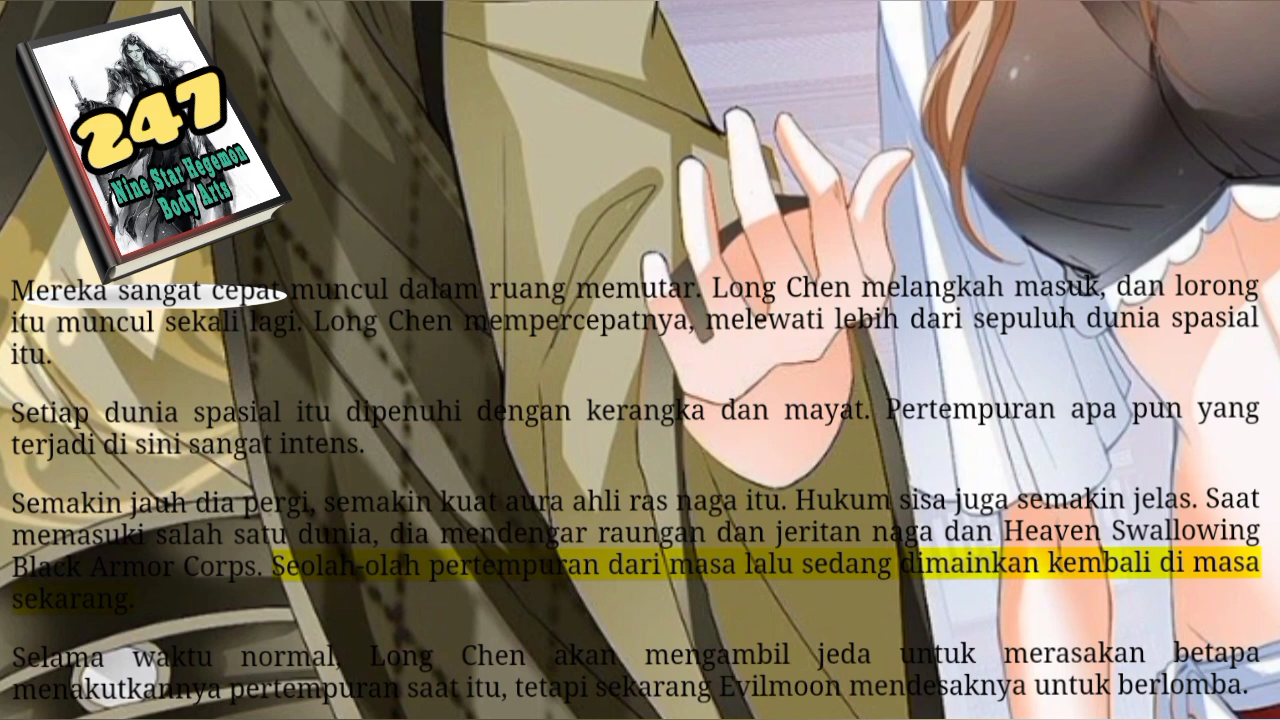 247
Nine Star Hegemon
Body Arts
Mereka sangat cepat muncul dalam ruang memutar. Long Chen melangkah masuk, dan lorong
itu muncul sekali lagi. Long Chen mempercepatnya, melewati lebih dari sepuluh dunia spasial
itu.
Setiap dunia spasial itu dipenuhi dengan kerangka dan mayat. Pertempuran apa pun yang
terjadi di sini sangat intens.
Semakin jauh dia pergi, semakin kuat aura ahli ras naga itu. Hukum sisa juga semakin jelas. Saat
memasuki salah satu dunia, dia mendengar raungan dan jeritan naga dan Heaven Swallowing
Black Armor Corps. Seolah-olah pertempuran dari masa lalu sedang dimainkan kembali di masa
sekarang.
Selama waktu normal, Long Chen akan mengambil jeda untuk merasakan betapa
menakutkannya pertempuran saat itu, tetapi sekarang Evilmoon mendesaknya untuk berlomba.